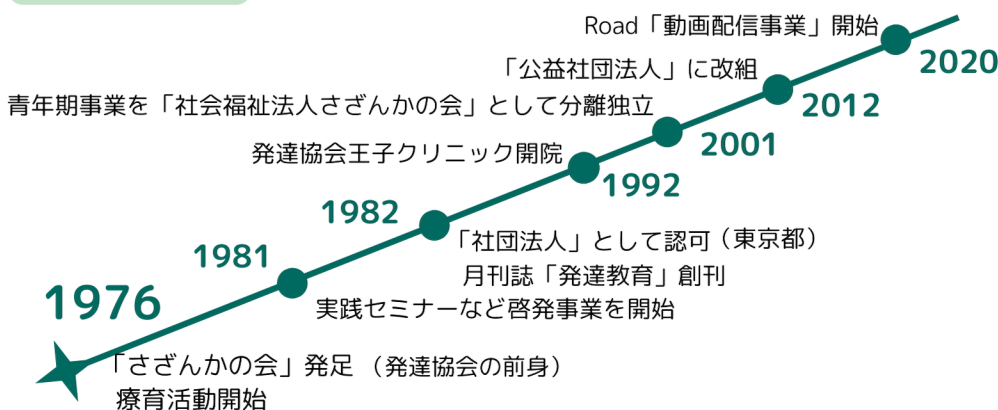 Road「動画配信事業」開始
2020
「公益社団法人」に改組
2012
青年期事業を「社会福祉法人さざんかの会」として分離独立
2001
発達協会王子クリニック開院
1992
1982
「社団法人」として認可（東京都）
月刊誌「発達教育」創刊
1981
実践セミナーなど啓発事業を開始
1976
「さざんかの会」発足 （発達協会の前身）
療育活動開始